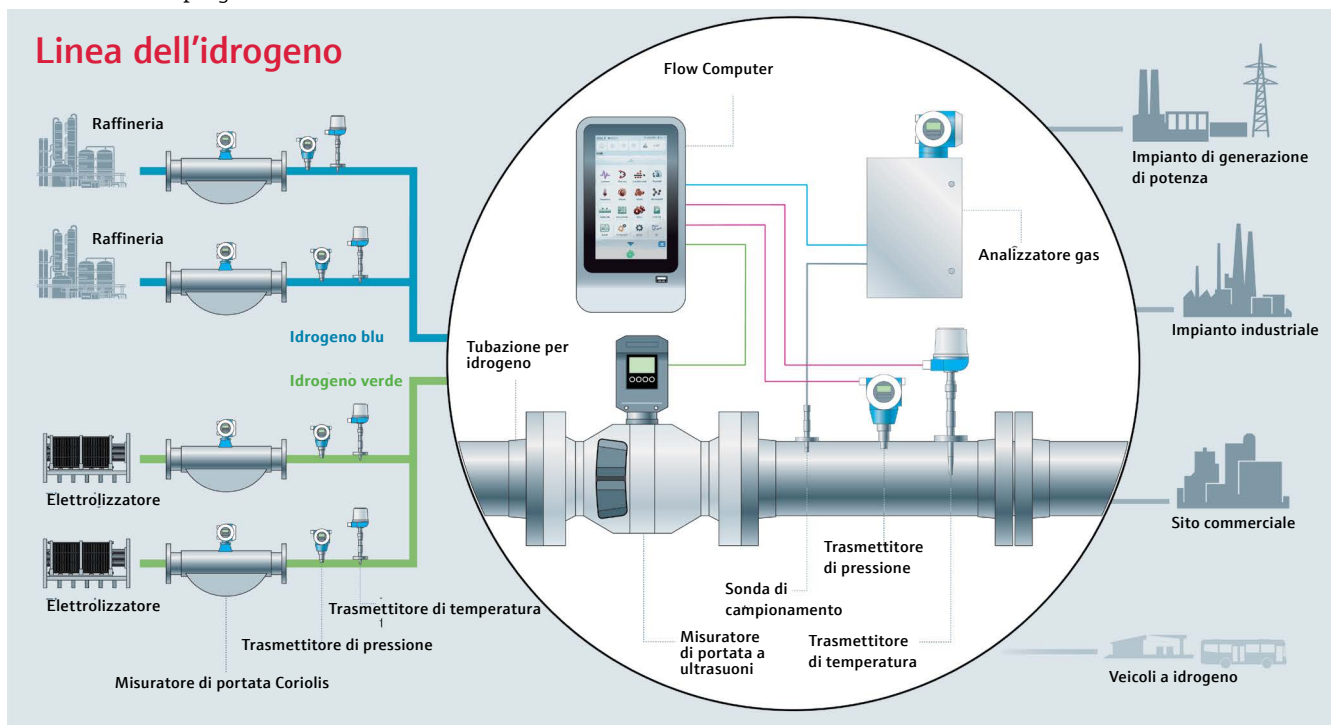 Linea dell'idrogeno
Raffineria
Raffineria
Idrogeno blu
Idrogeno verde
Elettrolizzatore
Elettrolizzatore
Trasmettitore di temperatura
Trasmettitore di pressione
Misuratore di portata Coriolis
Flow Computer
Analizzatore gas
Tubazione per
idrogeno
Trasmettitore
di pressione
Sonda di
campionamento
Misuratore
di portata a
ultrasuoni
Trasmettitore
di temperatura
Impianto di generazione
di potenza
Impianto industriale
Sito commerciale
Veicoli a idrogeno